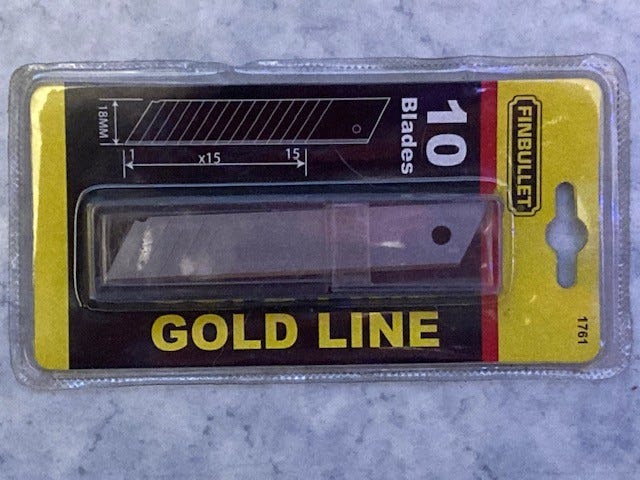 FINBULLET
10
Blades
18MM
1
x15
15
GOLD LINE
1761